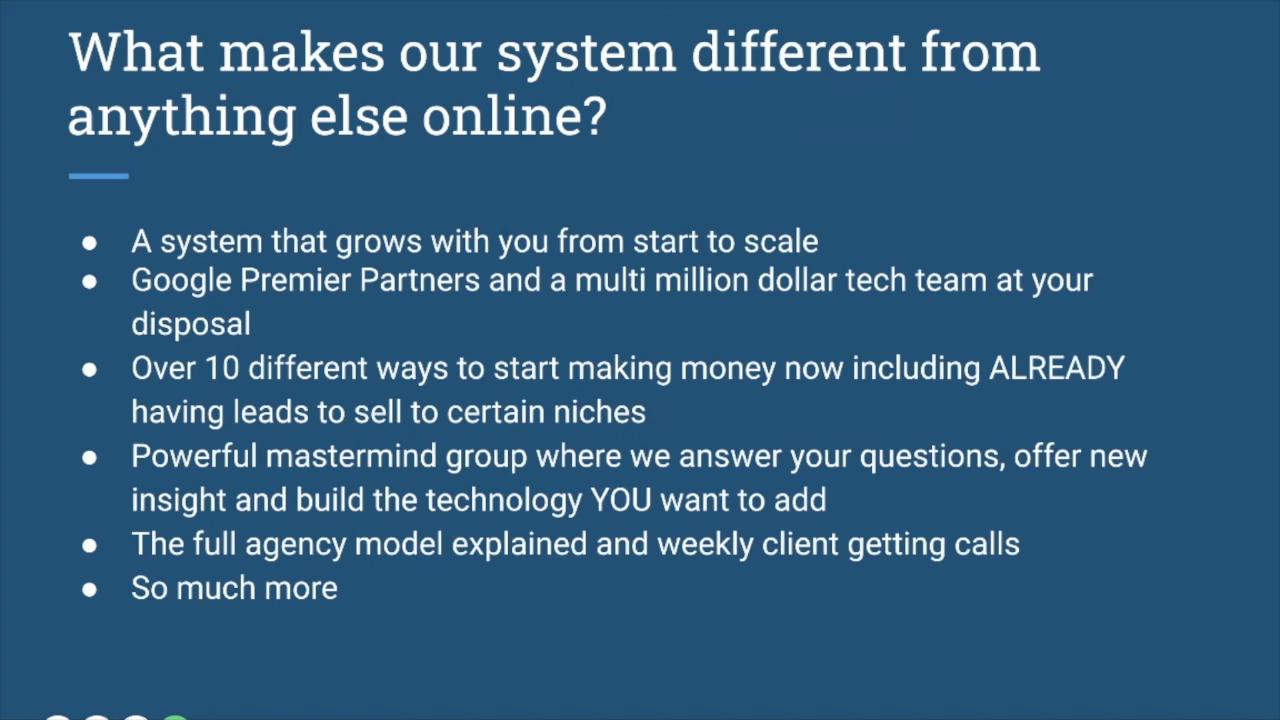 What makes our system different from
anything else online?
● A system that grows with you from start to scale
● Google Premier Partners and a multi million dollar tech team at your
disposal
● Over 10 different ways to start making money now including ALREADY
having leads to sell to certain niches
● Powerful mastermind group where we answer your questions, offer new
insight and build the technology YOU want to add
● The full agency model explained and weekly client getting calls
● So much more